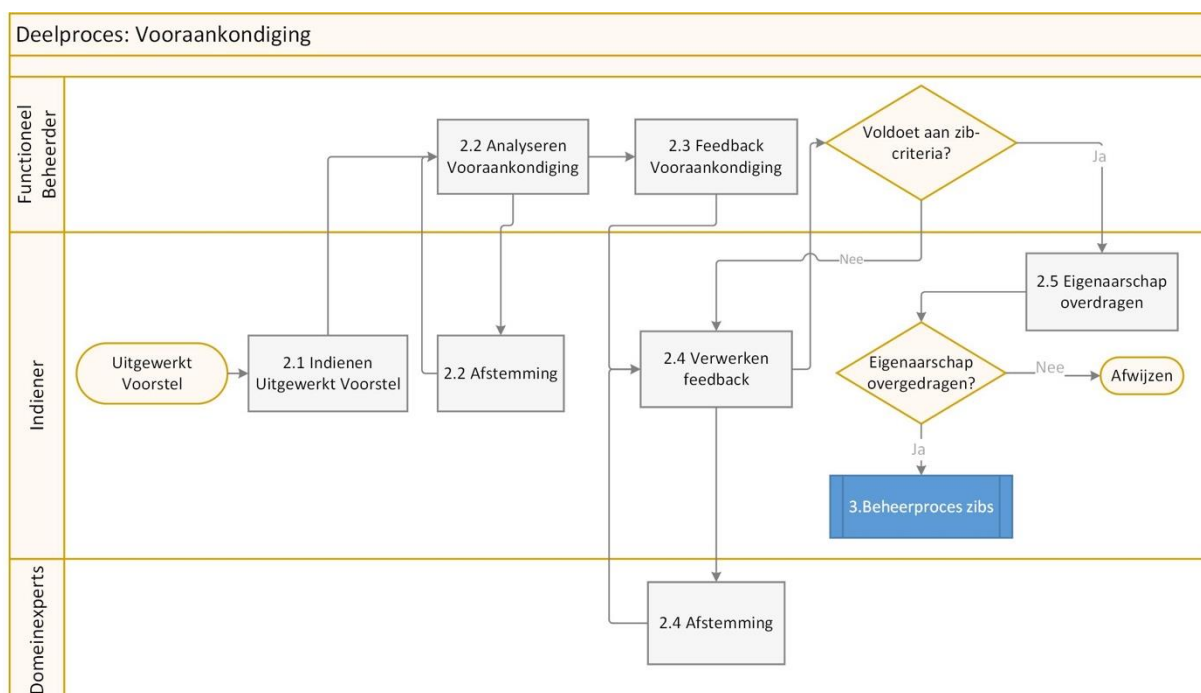 Deelproces: Vooraankondiging
Functioneel
Beheerder
2.2 Analyseren
Vooraankondiging
2.3 Feedback
Vooraankondiging
Voldoet aan zib-
criteria?
Ja
Nee
Indiener
Uitgewerkt
Voorstel
2.1 Indienen
Uitgewerkt Voorstel
2.2 Afstemming
2.4 Verwerken
feedback
2.5 Eigenaarschap
overdragen
Eigenaarschap
overgedragen?
Nee
Afwijzen
Ja
3.Beheerproces zibs
Domeinexperts
2.4 Afstemming